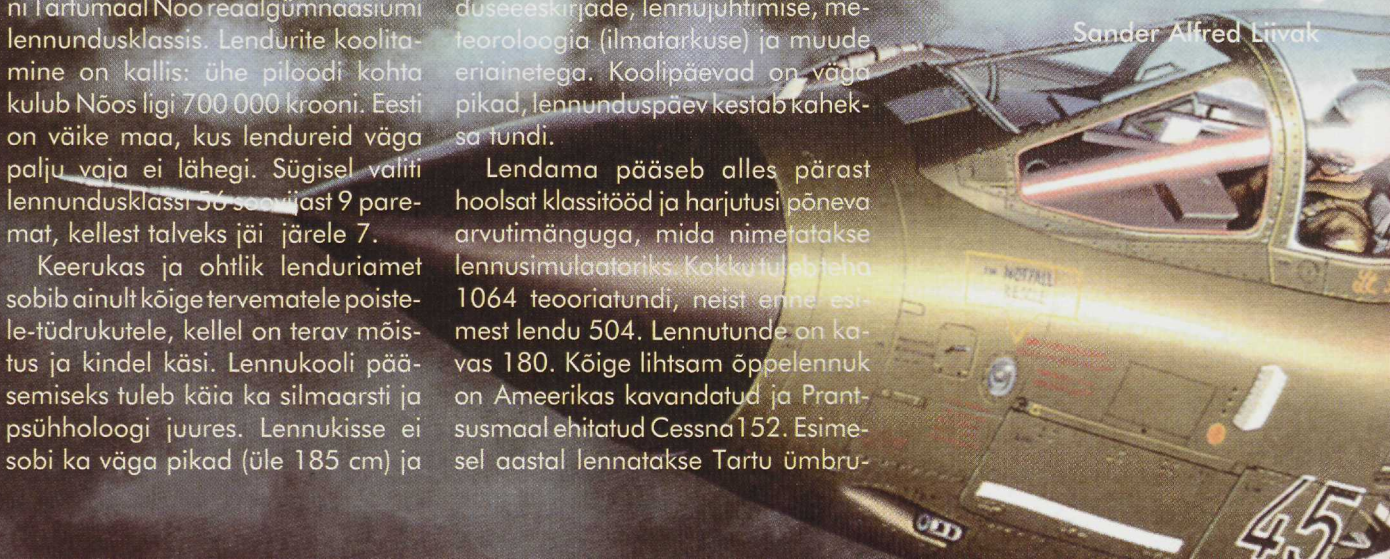 ni Tartumaal Nõo reaalgümnaasiumi
lennundusklassis. Lendurite koolita-
mine on kallis: ühe piloodi kohta
kulub Nõos ligi 700 000 krooni. Eesti
on väike maa, kus lendureid väga
palju vaja ei lähegi. Sügisel valiti
lennundusklassi 56 soovijast 9 pare-
mat, kellest talveks jäi järele 7.
Keerukas ja ohtlik lenduriamet
sobib ainult kõige tervematele poiste-
le-tüdrukutele, kellel on terav mõis-
tus ja kindel käsi. Lennukooli pää-
semiseks tuleb käia ka silmaarsti ja
psühholoogi juures. Lennukisse ei
sobi ka väga pikad (üle 185 cm) ja
duseeskirjade, lennujuhtimise, me-
teoroloogia (ilmatarkuse) ja muude
eriainetega. Koolipäevad on väga
pikad, lennunduspäev kestab kahek-
sa tundi.
Lendama pääseb alles pärast
hoolsat klassitööd ja harjutusi põneva
arvutimänguga, mida nimetatakse
lennusimulaatoriks. Kokku tuleb teha
1064 teooriatundi, neist enne esi-
mest lendu 504. Lennutunde on ka-
vas 180. Kõige lihtsam õppelennuk
on Ameerikas kavandatud ja Prant-
susmaal ehitatud Cessna152. Esime-
sel aastal lennatakse Tartu ümbru-
Sander Alfred Liivak
NOTFALL
45